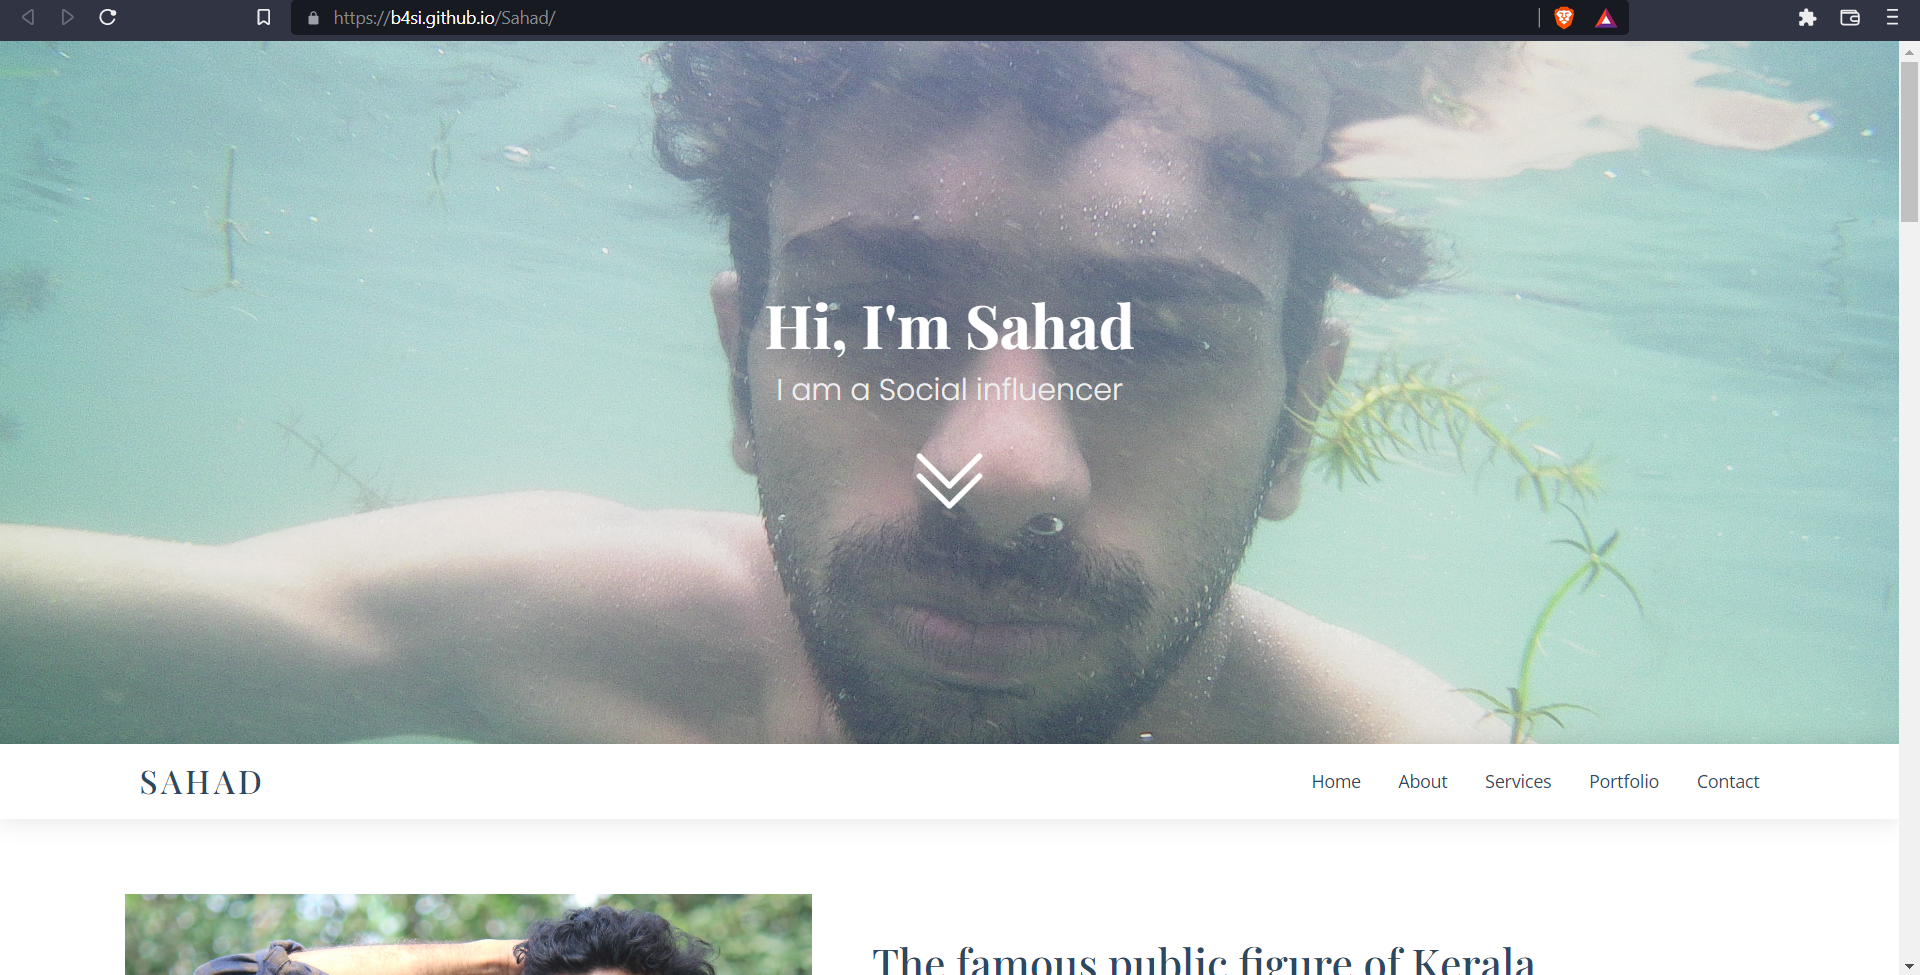 https://b4si.github.io/Sahad/
Hi, I'm Sahad
I am a Social influencer
SAHAD
Home About Services Portfolio Contact
The famous public figure of Kerala